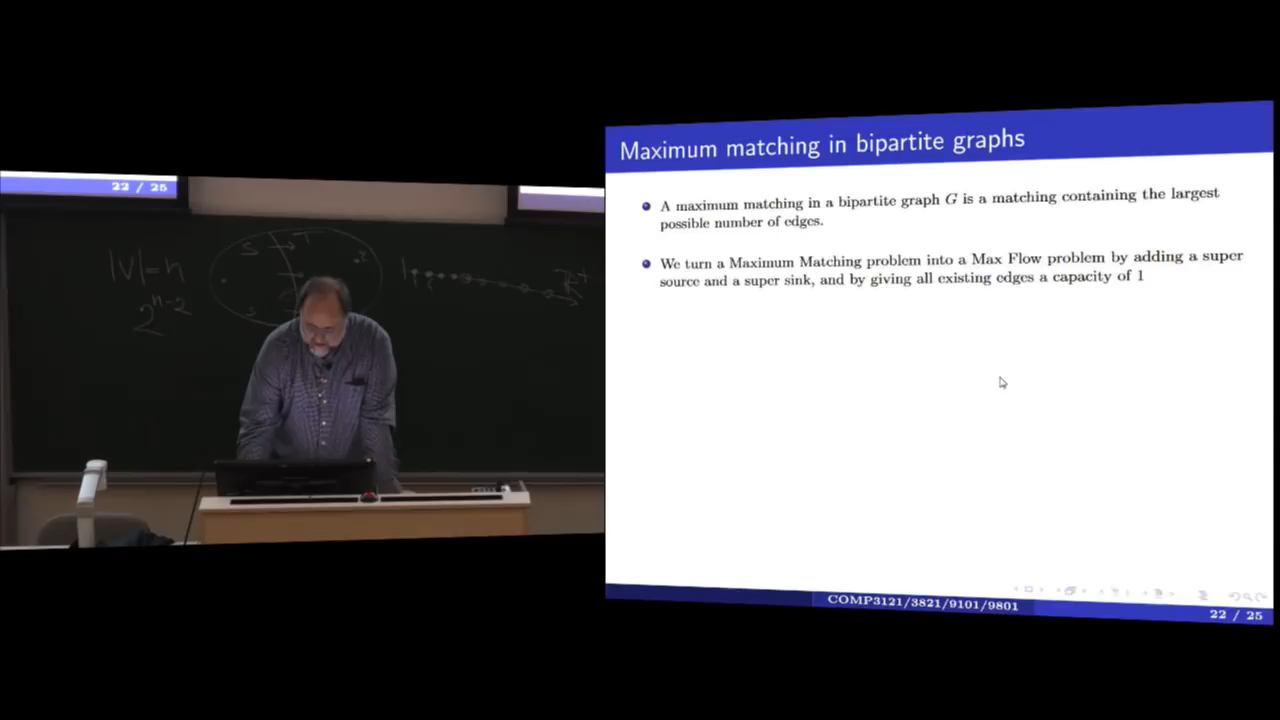 22 / 25
|V|=n
2^{n-2}
S
T
Maximum matching in bipartite graphs
A maximum matching in a bipartite graph G is a matching containing the largest
possible number of edges.
We turn a Maximum Matching problem into a Max Flow problem by adding a super
source and a super sink, and by giving all existing edges a capacity of 1
COMP3121/3821/9101/9801
22 / 25